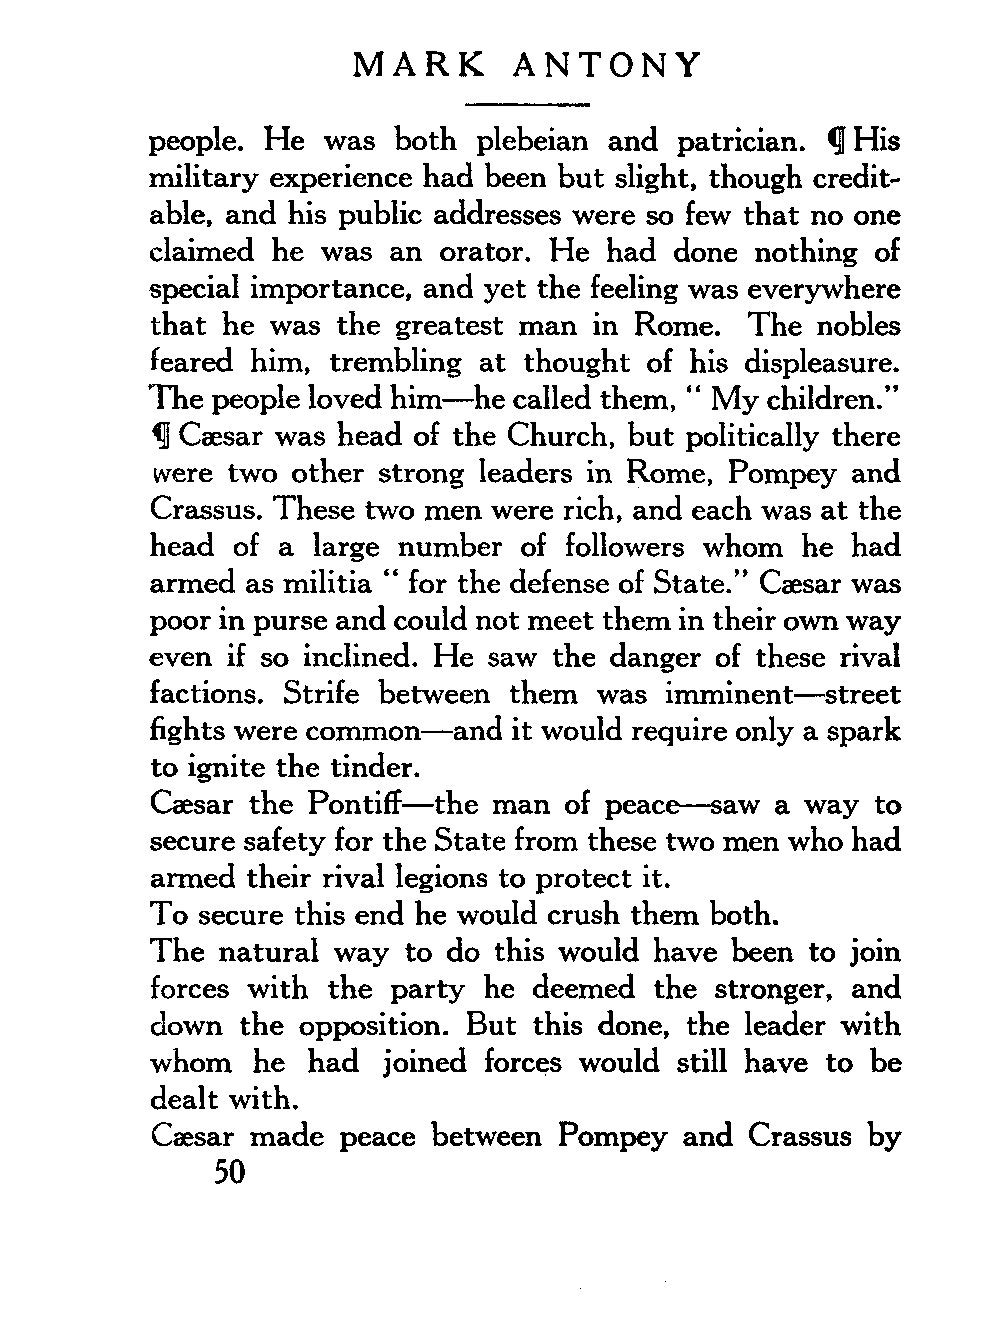 MARK ANTONY
people. He was both plebeian and patrician. ¶ His
military experience had been but slight, though credit-
able, and his public addresses were so few that no one
claimed he was an orator. He had done nothing of
special importance, and yet the feeling was everywhere
that he was the greatest man in Rome. The nobles
feared him, trembling at thought of his displeasure.
The people loved him—he called them, “ My children.”
¶ Cæsar was head of the Church, but politically there
were two other strong leaders in Rome, Pompey and
Crassus. These two men were rich, and each was at the
head of a large number of followers whom he had
armed as militia “ for the defense of State.” Cæsar was
poor in purse and could not meet them in their own way
even if so inclined. He saw the danger of these rival
factions. Strife between them was imminent—street
fights were common—and it would require only a spark
to ignite the tinder.
Cæsar the Pontiff—the man of peace—saw a way to
secure safety for the State from these two men who had
armed their rival legions to protect it.
To secure this end he would crush them both.
The natural way to do this would have been to join
forces with the party he deemed the stronger, and
down the opposition. But this done, the leader with
whom he had joined forces would still have to be
dealt with.
Cæsar made peace between Pompey and Crassus by
50